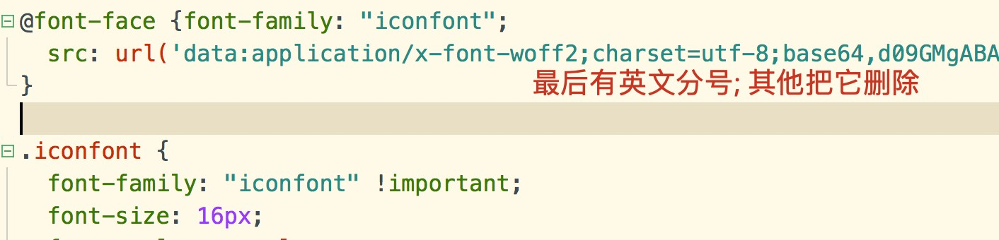 @font-face {font-family: "iconfont";
src: url('data:application/x-font-woff2;charset=utf-8;base64,d09GMgABA
}
最后有英文分号; 其他把它删除
.iconfont {
font-family: "iconfont" !important;
font-size: 16px;